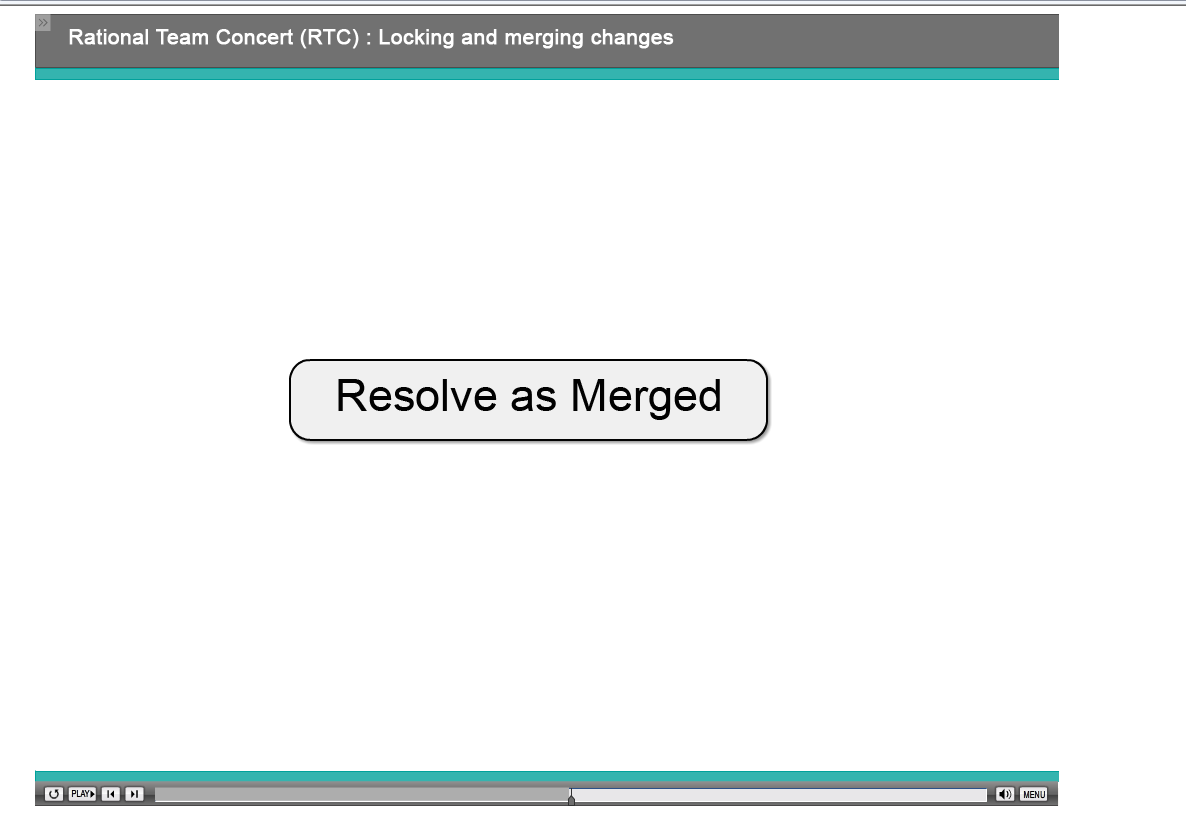 Rational Team Concert (RTC) : Locking and merging changes
Resolve as Merged
PLAY
MENU